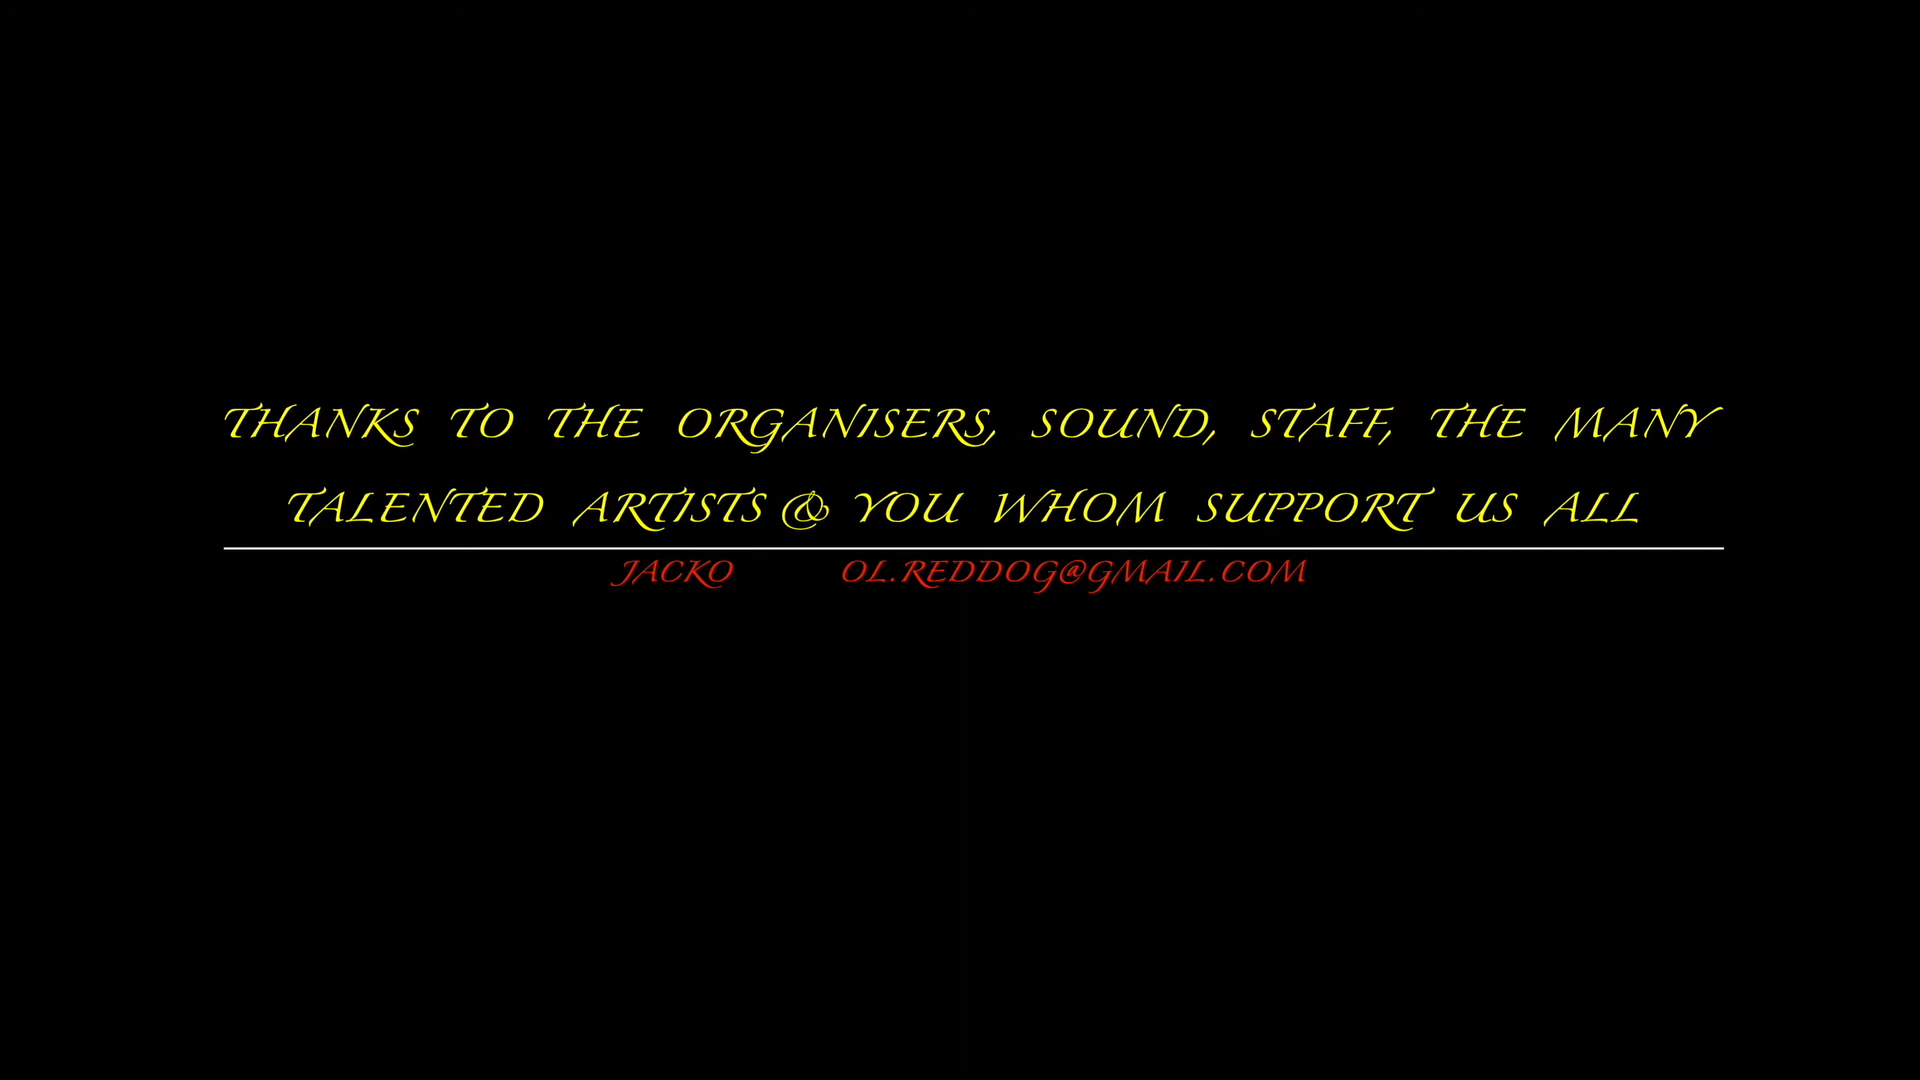 THANKS TO THE ORGANISERS, SOUND, STAFF, THE MANY
TALENTED ARTISTS & YOU WHOM SUPPORT US ALL
JACKO OL.REDDOG@GMAIL.COM